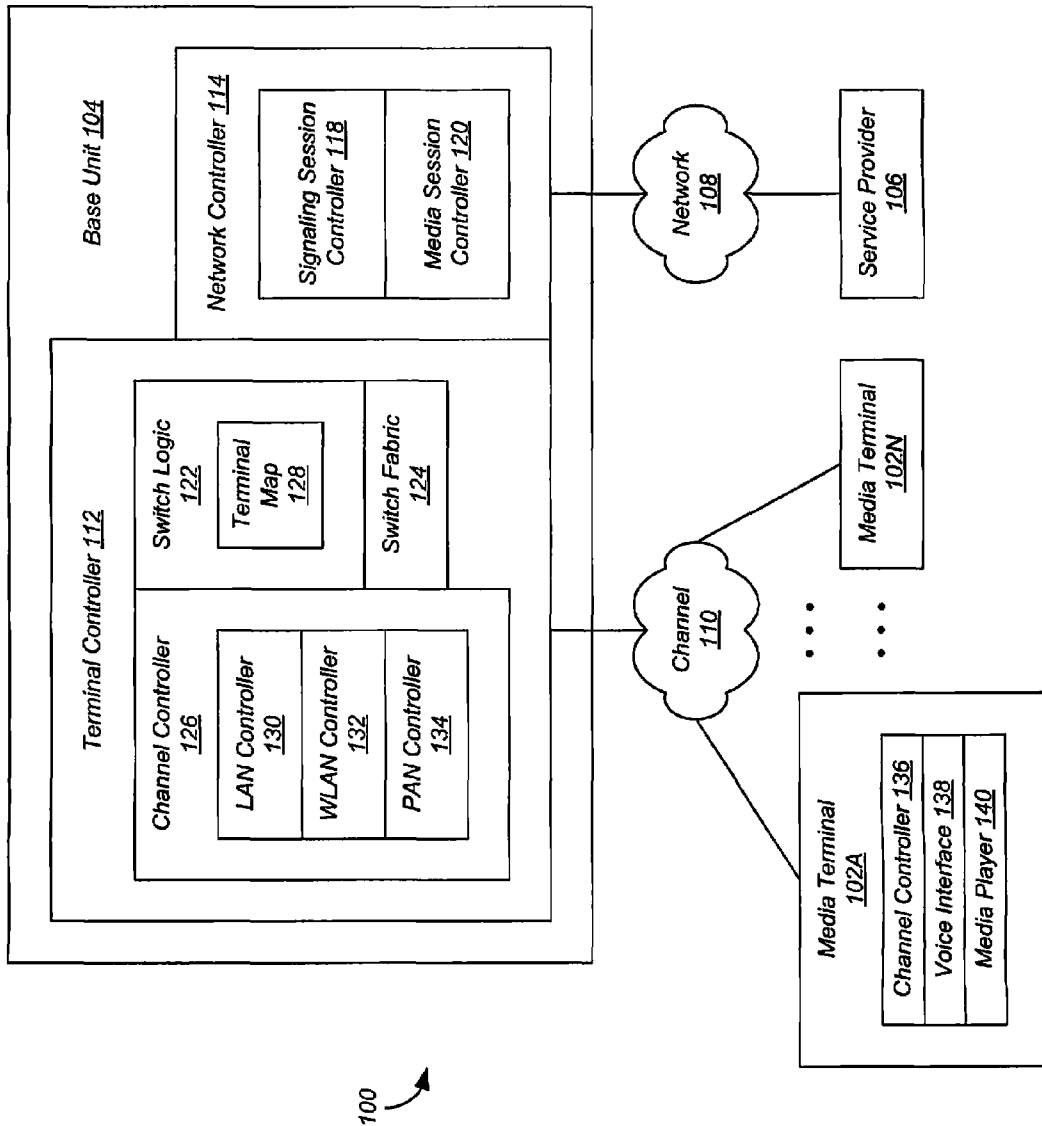 100
Base Unit 104
Terminal Controller 112
Channel Controller
126
LAN Controller
130
WLAN Controller
132
PAN Controller
134
Switch Logic
122
Terminal
Map
128
Switch Fabric
124
Network Controller 114
Signaling Session
Controller 118
Media Session
Controller 120
Channel
110
Network
108
Media Terminal
102A
Channel Controller 136
Voice Interface 138
Media Player 140
Media Terminal
102N
Service Provider
106